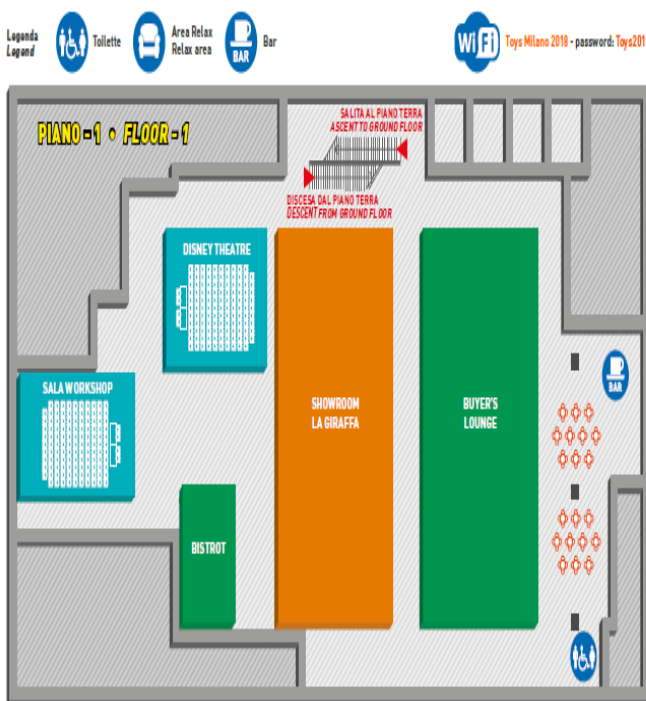 Legenda
Legend
Toilette
Area Relax
Relax area
BAR
Bar
WiFi
Toys Milano 2018 - password: Toys201
PIANO -1 • FLOOR -1
SALITA AL PIANO TERRA
ASCENT TO GROUND FLOOR
DISCESA DAL PIANO TERRA
DESCENT FROM GROUND FLOOR
DISNEY THEATRE
SALA WORKSHOP
SHOWROOM
LA GIRAFFA
BUYER'S
LOUNGE
BAR
BISTROT